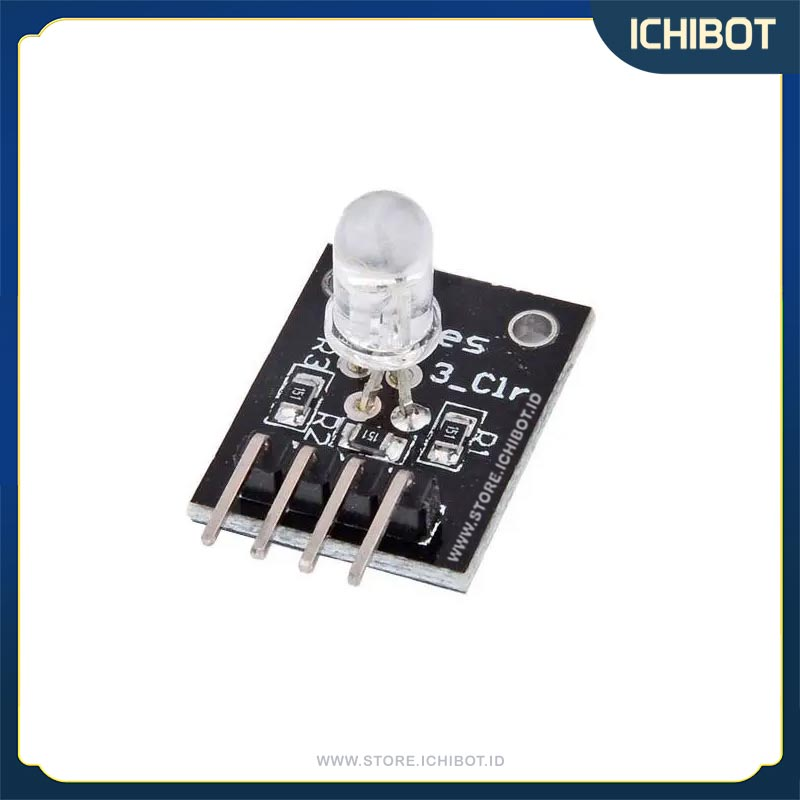 ICHIBOT
es
3_Clr
R3
R2
R1
151
151
151
WWW.STORE.ICHIBOT.ID
WWW.STORE.ICHIBOT.ID